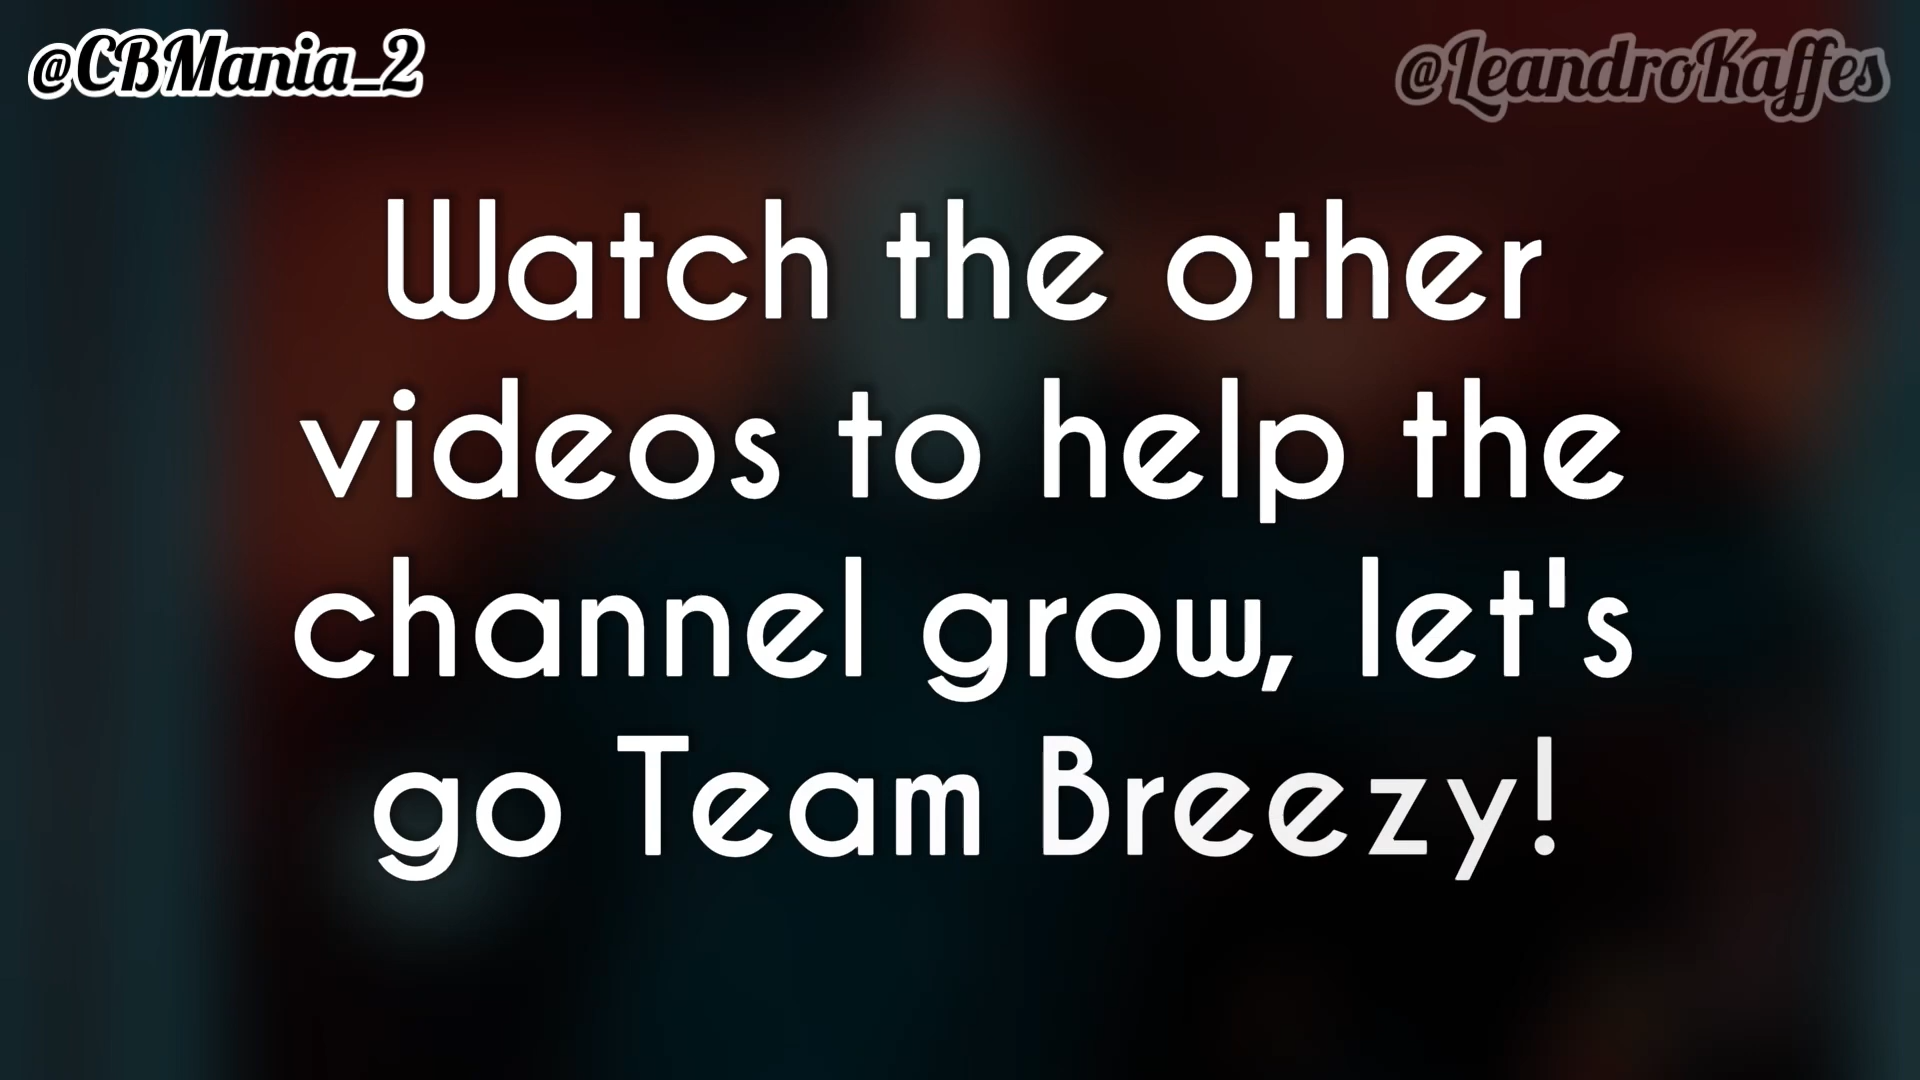 @CBMania_2
@LeandroKaffes
Watch the other
videos to help the
channel grow, let's
go Team Breezy!